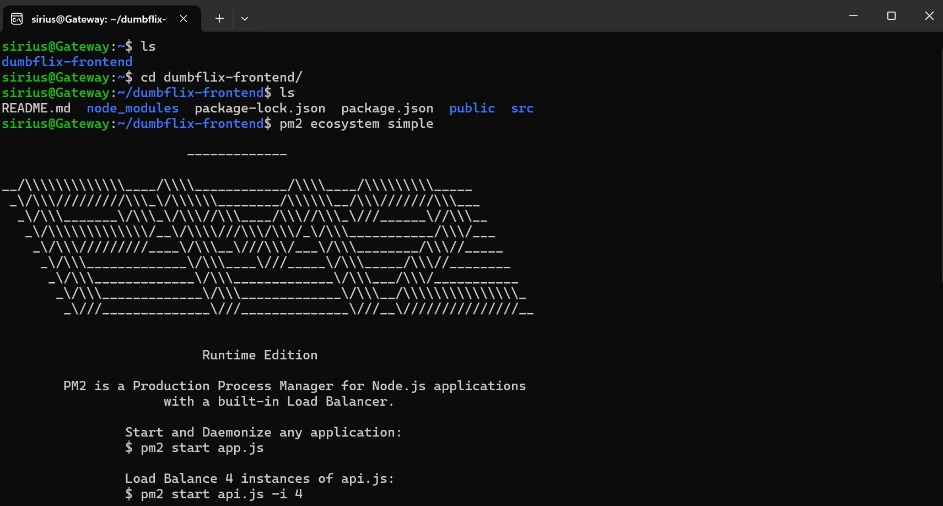 sirius@Gateway: ~/dumbflix-
sirius@Gateway:~$ ls
dumbflix-frontend
sirius@Gateway:~$ cd dumbflix-frontend/
sirius@Gateway:~/dumbflix-frontend$ ls
README.md  node_modules  package-lock.json  package.json  public  src
sirius@Gateway:~/dumbflix-frontend$ pm2 ecosystem simple
                        -------------
__/\\\\\\\\\\\\\____/\\\\____________/\\\\____/\\\\\\\\\_____
 _\/\\\/////////\\\_\/\\\\\\________/\\\\\\__/\\\///////\\\___
  _\/\\\_______\/\\\_\/\\\//\\\____/\\\//\\\_\///______\//\\\__
   _\/\\\\\\\\\\\\\/__\/\\\\///\\\/\\\/_\/\\\___________/\\\/___
    _\/\\\/////////____\/\\\__\///\\\/___\/\\\________/\\\//_____
     _\/\\\_____________\/\\\____\///_____\/\\\_____/\\\//________
      _\/\\\_____________\/\\\_____________\/\\\___/\\\/___________
       _\/\\\_____________\/\\\_____________\/\\\__/\\\\\\\\\\\\\\\_
        _\///______________\///______________\///__\///////////////__
                          Runtime Edition
        PM2 is a Production Process Manager for Node.js applications
                     with a built-in Load Balancer.
                Start and Daemonize any application:
                $ pm2 start app.js
                Load Balance 4 instances of api.js:
                $ pm2 start api.js -i 4